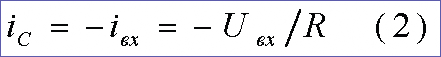 i_C = −i_вх = −U_вх/R (2)